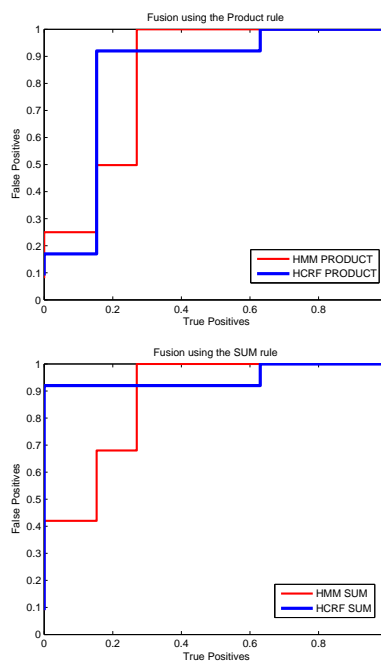 Fusion using the Product rule
1
0.9
0.8
0.7
0.6
0.5
0.4
0.3
0.2
0.1
0
False Positives
HMM PRODUCT
HCRF PRODUCT
0 0.2 0.4 0.6 0.8
True Positives
Fusion using the SUM rule
1
0.9
0.8
0.7
0.6
0.5
0.4
0.3
0.2
0.1
0
False Positives
HMM SUM
HCRF SUM
0 0.2 0.4 0.6 0.8
True Positives